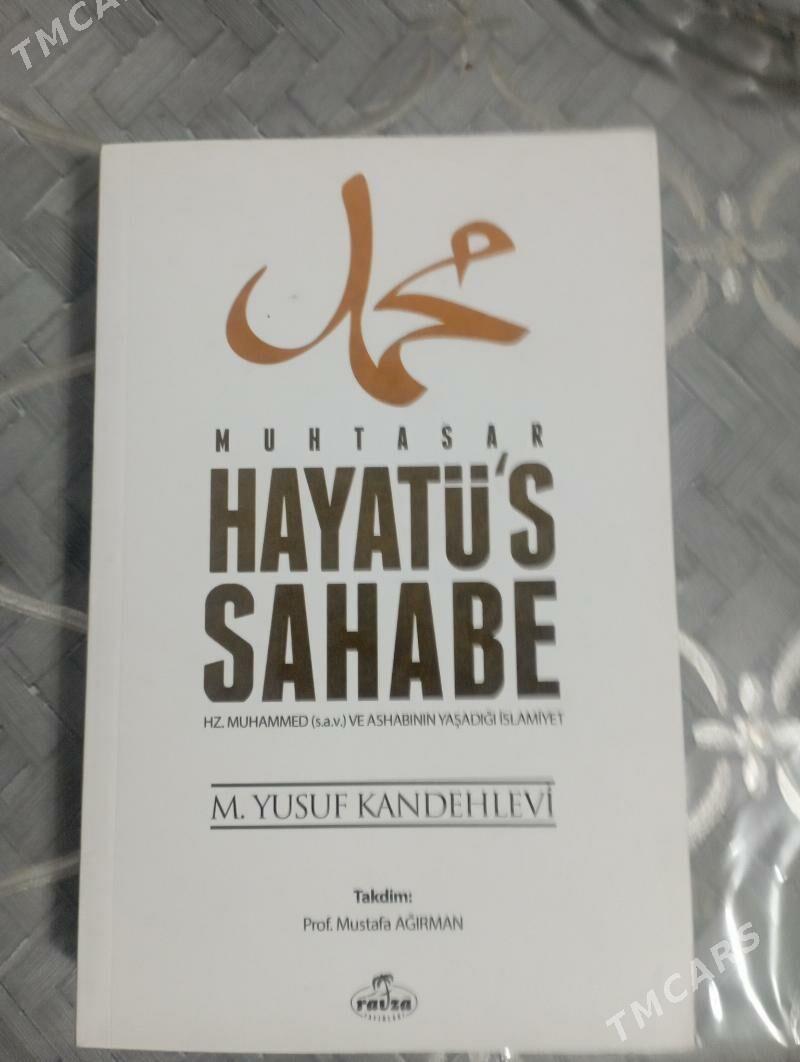 TMCARS
محمد
MUHTASAR
HAYATÜ'S
SAHABE
HZ. MUHAMMED (s.a.v.) VE ASHABININ YAŞADIĞI İSLAMİYET
M. YUSUF KANDEHLEVİ
Takdim:
Prof. Mustafa AĞIRMAN
ravza
YAYINLARI
TMCARS